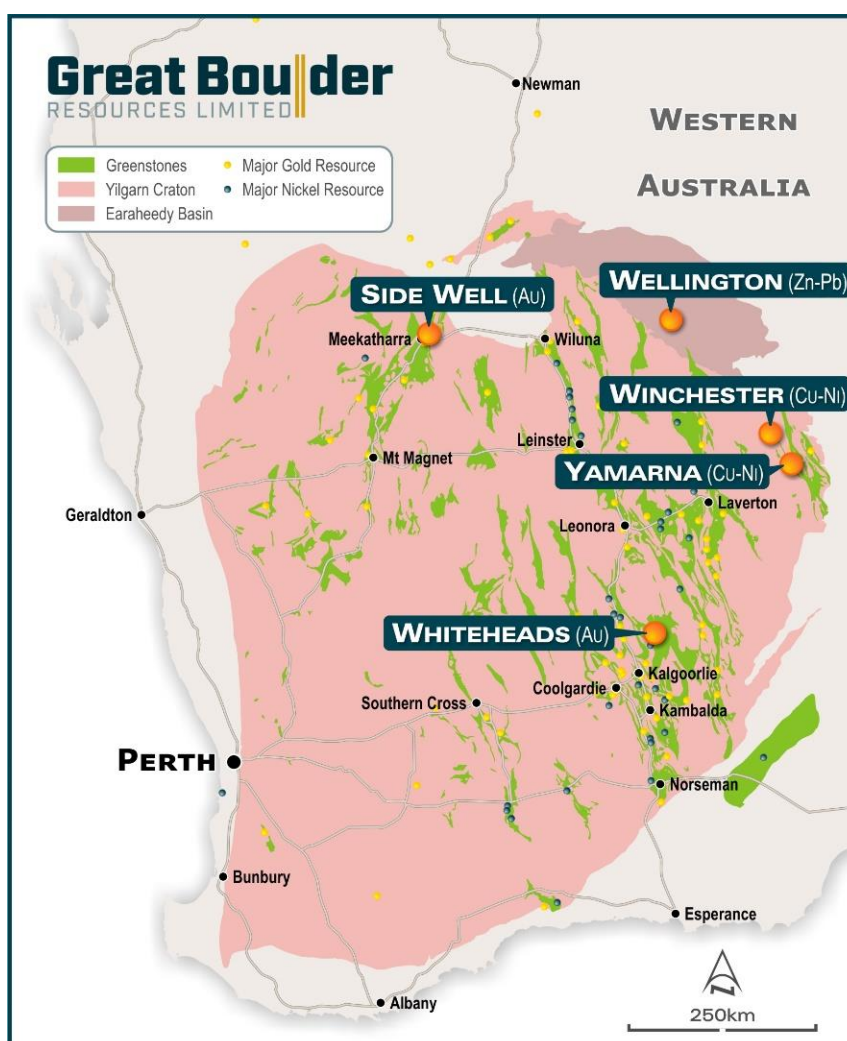 Great Boulder
RESOURCES LIMITED
Greenstones
Yilgarn Craton
Earaheedy Basin
Major Gold Resource
Major Nickel Resource
Newman
WESTERN
AUSTRALIA
SIDE WELL (AU)
WELLINGTON (ZN-PB)
Meekatharra
Wiluna
WINCHESTER (CU-NI)
Leinster
Mt Magnet
YAMARNA (CU-NI)
Laverton
Geraldton
Leonora
WHITEHEADS (AU)
Kalgoorlie
Coolgardie
Southern Cross
Kambalda
PERTH
Norseman
Bunbury
Esperance
Albany
N
250km